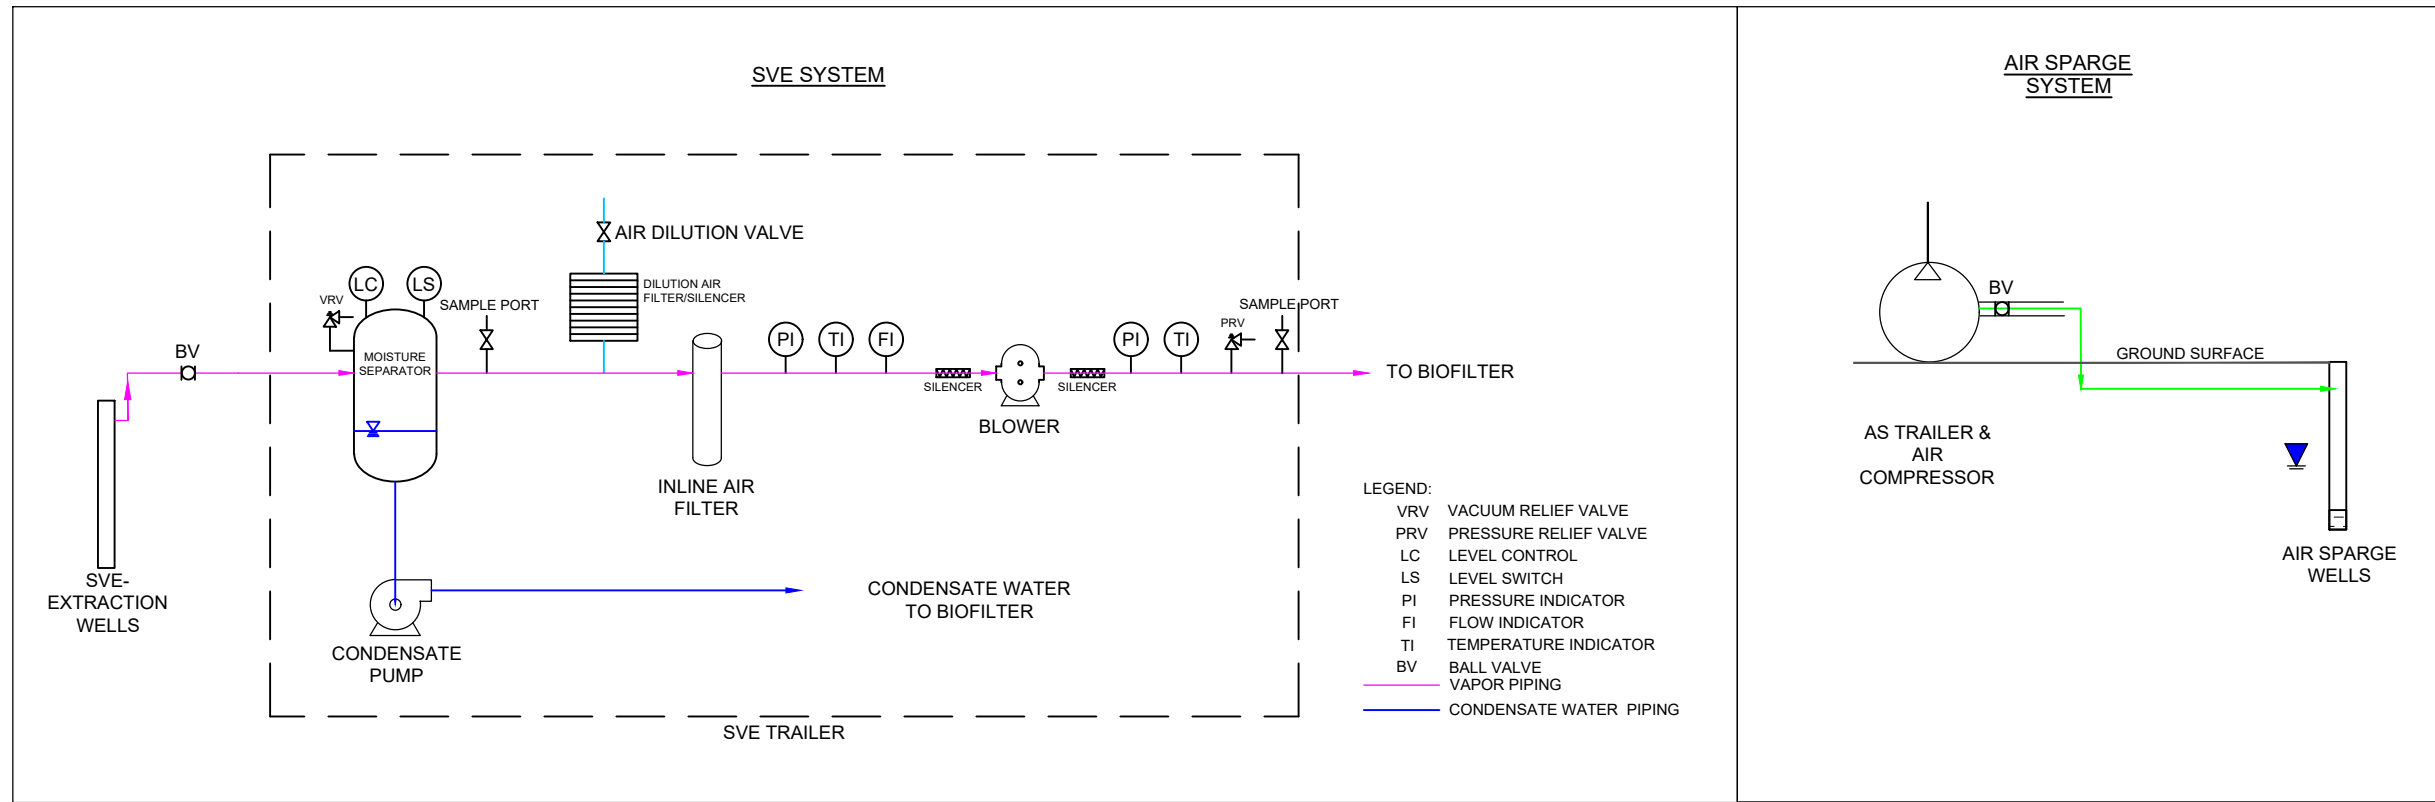 SVE SYSTEM
AIR DILUTION VALVE
DILUTION AIR
FILTER/SILENCER
LC
LS
VRV
SAMPLE PORT
BV
MOISTURE
SEPARATOR
PI
TI
FI
SILENCER
BLOWER
SILENCER
PI
TI
PRV
SAMPLE PORT
TO BIOFILTER
INLINE AIR
FILTER
SVE-
EXTRACTION
WELLS
CONDENSATE
PUMP
CONDENSATE WATER
TO BIOFILTER
SVE TRAILER
LEGEND:
VRV VACUUM RELIEF VALVE
PRV PRESSURE RELIEF VALVE
LC LEVEL CONTROL
LS LEVEL SWITCH
PI PRESSURE INDICATOR
FI FLOW INDICATOR
TI TEMPERATURE INDICATOR
BV BALL VALVE
VAPOR PIPING
CONDENSATE WATER PIPING
AIR SPARGE
SYSTEM
BV
GROUND SURFACE
AS TRAILER &
AIR
COMPRESSOR
AIR SPARGE
WELLS